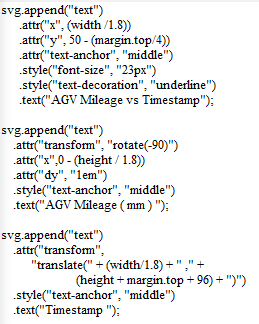 svg.append("text")
.attr("x", (width /1.8))
.attr("y", 50 - (margin.top/4))
.attr("text-anchor", "middle")
.style("font-size", "23px")
.style("text-decoration", "underline")
.text("AGV Mileage vs Timestamp");
svg.append("text")
.attr("transform", "rotate(-90)")
.attr("x",0 - (height / 1.8))
.attr("dy", "1em")
.style("text-anchor", "middle")
.text("AGV Mileage ( mm ) ");
svg.append("text")
.attr("transform",
"translate(" + (width/1.8) + " ," +
(height + margin.top + 96) + ")")
.style("text-anchor", "middle")
.text("Timestamp ");